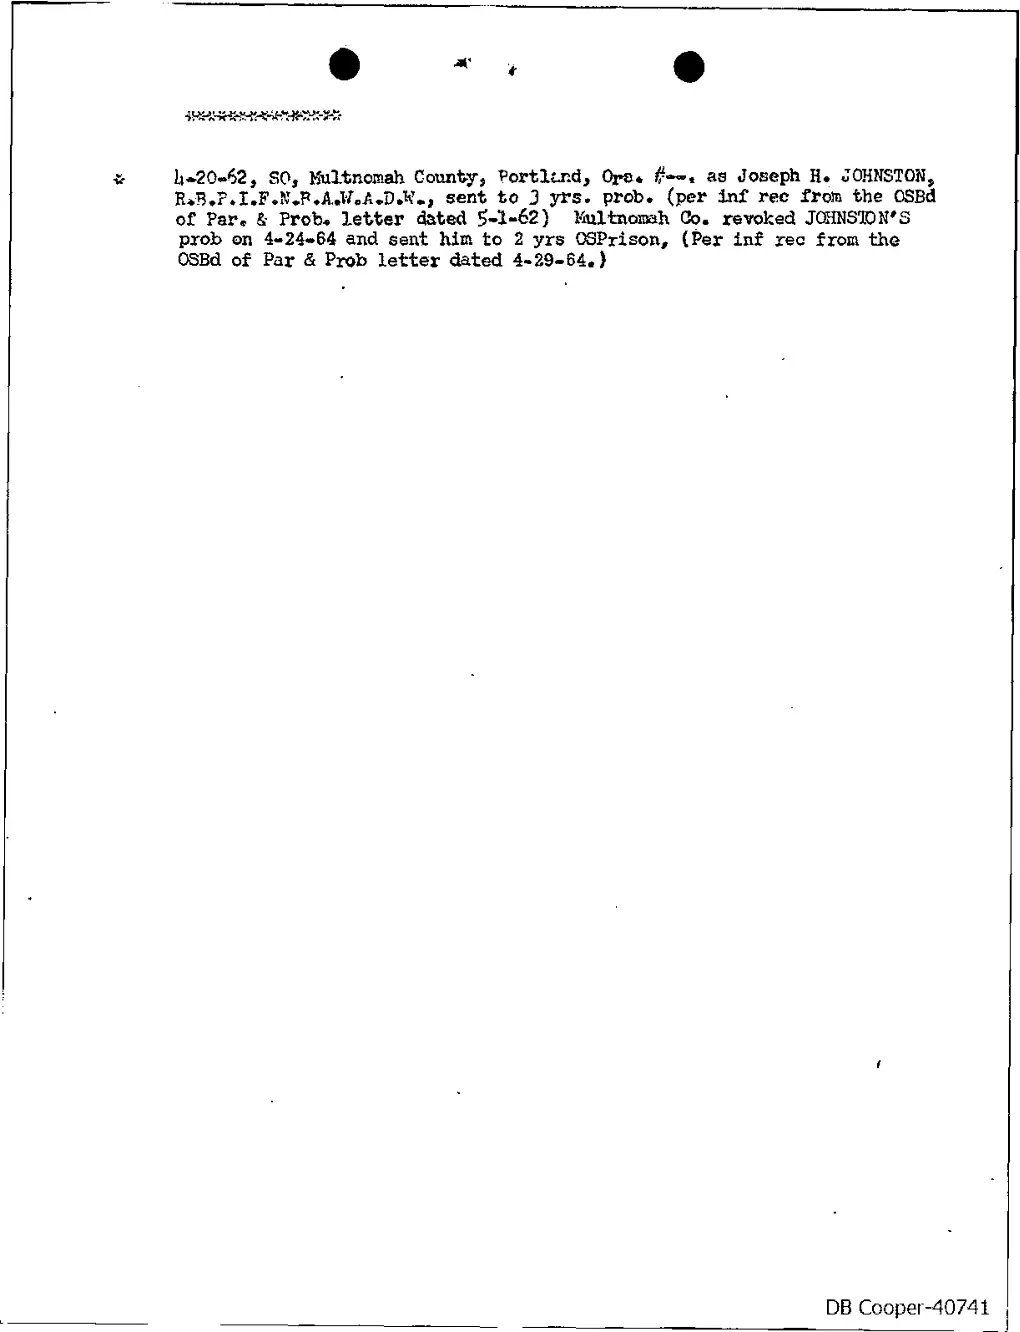 *****************
* 4-20-62, SO, Multnomah County, Portland, Ore. #--, as Joseph H. JOHNSTON,
R.B.P.I.F.N.P.A.W.A.D.W., sent to 3 yrs. prob. (per inf rec from the OSBd
of Par. & Prob. letter dated 5-1-62) Multnomah Co. revoked JOHNSTON'S
prob on 4-24-64 and sent him to 2 yrs OSPrison, (Per inf rec from the
OSBd of Par & Prob letter dated 4-29-64.)
DB Cooper-40741